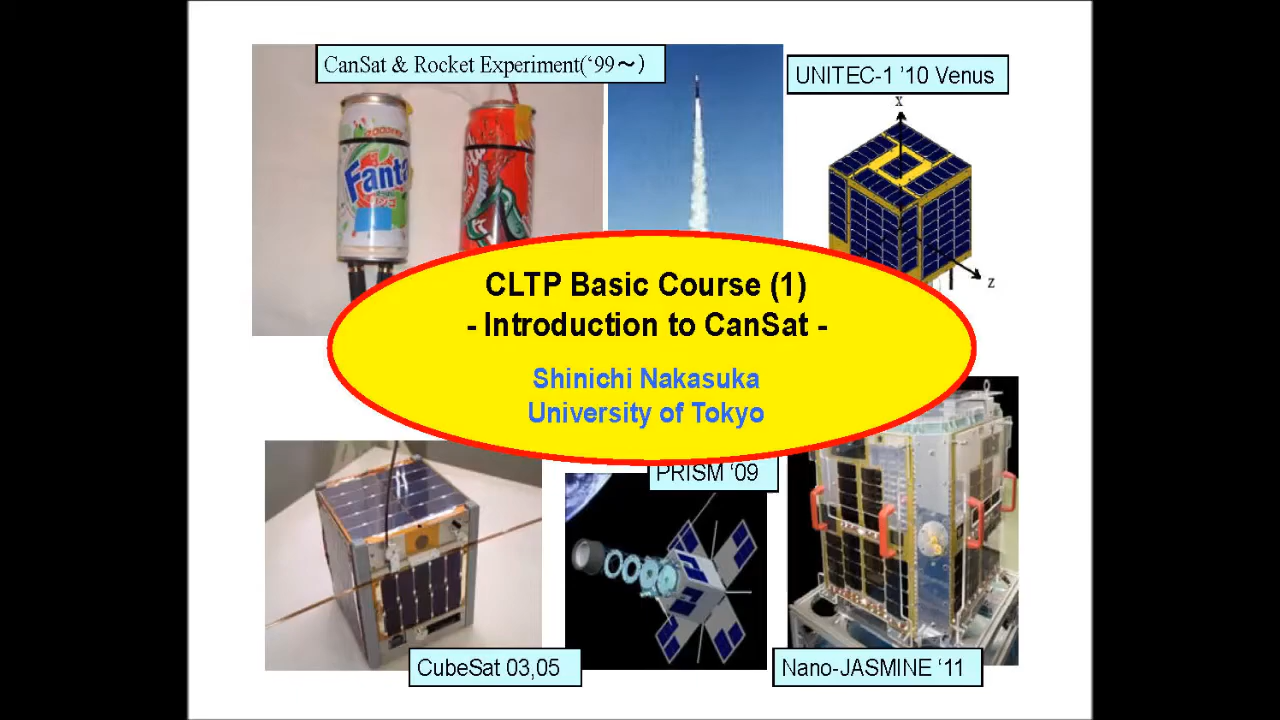 CanSat & Rocket Experiment('99～)
UNITEC-1 '10 Venus
x
Fanta
z
CLTP Basic Course (1)
- Introduction to CanSat -
Shinichi Nakasuka
University of Tokyo
PRISM '09
CubeSat 03,05
Nano-JASMINE '11